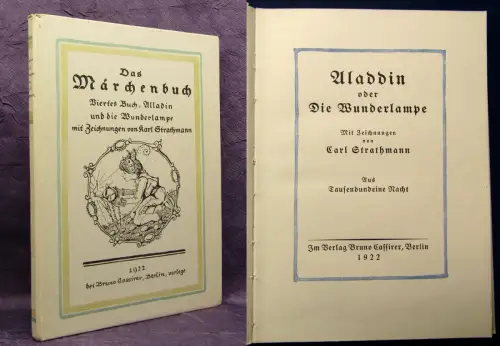 Das
Märchenbuch
Viertes Buch, Alladin
und die Wunderlampe
mit Zeichnungen von Karl Strathmann
1922
bei Bruno Cassirer, Berlin, verlegt
Aladdin
oder
Die Wunderlampe
Mit Zeichnungen
von
Carl Strathmann
Aus
Tausendundeine Nacht
Im Verlag Bruno Cassirer, Berlin
1922